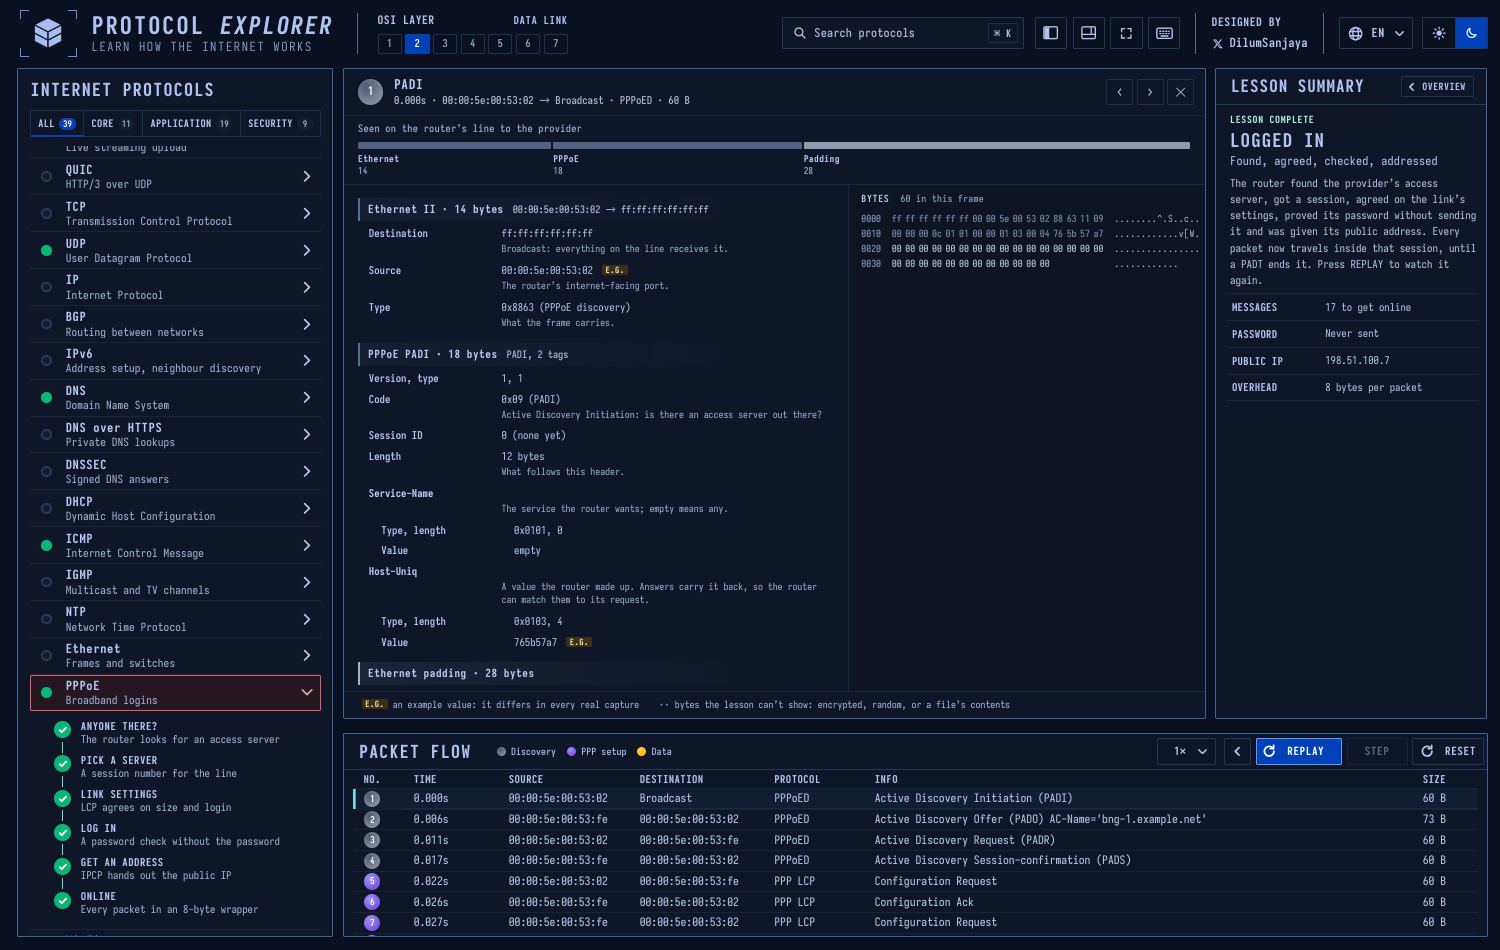 PROTOCOL EXPLORER
LEARN HOW THE INTERNET WORKS
OSI LAYER DATA LINK
1 2 3 4 5 6 7
Search protocols ⌘ K
DESIGNED BY
DilumSanjaya
EN
INTERNET PROTOCOLS
ALL 39 CORE 11 APPLICATION 19 SECURITY 9
Live streaming upload
QUIC
HTTP/3 over UDP
TCP
Transmission Control Protocol
UDP
User Datagram Protocol
IP
Internet Protocol
BGP
Routing between networks
IPv6
Address setup, neighbour discovery
DNS
Domain Name System
DNS over HTTPS
Private DNS lookups
DNSSEC
Signed DNS answers
DHCP
Dynamic Host Configuration
ICMP
Internet Control Message
IGMP
Multicast and TV channels
NTP
Network Time Protocol
Ethernet
Frames and switches
PPPoE
Broadband logins
ANYONE THERE?
The router looks for an access server
PICK A SERVER
A session number for the line
LINK SETTINGS
LCP agrees on size and login
LOG IN
A password check without the password
GET AN ADDRESS
IPCP hands out the public IP
ONLINE
Every packet in an 8-byte wrapper
1 PADI
0.000s · 00:00:5e:00:53:02 → Broadcast · PPPoED · 60 B
Seen on the router's line to the provider
Ethernet PPPoE Padding
14 18 28
Ethernet II · 14 bytes 00:00:5e:00:53:02 → ff:ff:ff:ff:ff:ff
Destination ff:ff:ff:ff:ff:ff
Broadcast: everything on the line receives it.
Source 00:00:5e:00:53:02 E.G.
The router's internet-facing port.
Type 0x8863 (PPPoE discovery)
What the frame carries.
PPPoE PADI · 18 bytes PADI, 2 tags
Version, type 1, 1
Code 0x09 (PADI)
Active Discovery Initiation: is there an access server out there?
Session ID 0 (none yet)
Length 12 bytes
What follows this header.
Service-Name
The service the router wants; empty means any.
Type, length 0x0101, 0
Value empty
Host-Uniq
A value the router made up. Answers carry it back, so the router
can match them to its request.
Type, length 0x0103, 4
Value 765b57a7 E.G.
Ethernet padding · 28 bytes
BYTES 60 in this frame
0000 ff ff ff ff ff ff 00 00 5e 00 53 02 88 63 11 09 ........^.S..c..
0010 00 00 00 0c 01 01 00 00 01 03 00 04 76 5b 57 a7 ............v[W.
0020 00 00 00 00 00 00 00 00 00 00 00 00 00 00 00 00 ................
0030 00 00 00 00 00 00 00 00 00 00 00 00 ............
E.G. an example value: it differs in every real capture ·· bytes the lesson can't show: encrypted, random, or a file's contents
LESSON SUMMARY OVERVIEW
LESSON COMPLETE
LOGGED IN
Found, agreed, checked, addressed
The router found the provider's access
server, got a session, agreed on the link's
settings, proved its password without sending
it and was given its public address. Every
packet now travels inside that session, until
a PADT ends it. Press REPLAY to watch it
again.
MESSAGES 17 to get online
PASSWORD Never sent
PUBLIC IP 198.51.100.7
OVERHEAD 8 bytes per packet
PACKET FLOW Discovery PPP setup Data 1× REPLAY STEP RESET
NO. TIME SOURCE DESTINATION PROTOCOL INFO SIZE
1 0.000s 00:00:5e:00:53:02 Broadcast PPPoED Active Discovery Initiation (PADI) 60 B
2 0.006s 00:00:5e:00:53:fe 00:00:5e:00:53:02 PPPoED Active Discovery Offer (PADO) AC-Name='bng-1.example.net' 73 B
3 0.011s 00:00:5e:00:53:02 00:00:5e:00:53:fe PPPoED Active Discovery Request (PADR) 60 B
4 0.017s 00:00:5e:00:53:fe 00:00:5e:00:53:02 PPPoED Active Discovery Session-confirmation (PADS) 60 B
5 0.022s 00:00:5e:00:53:02 00:00:5e:00:53:fe PPP LCP Configuration Request 60 B
6 0.026s 00:00:5e:00:53:fe 00:00:5e:00:53:02 PPP LCP Configuration Ack 60 B
7 0.027s 00:00:5e:00:53:fe 00:00:5e:00:53:02 PPP LCP Configuration Request 60 B